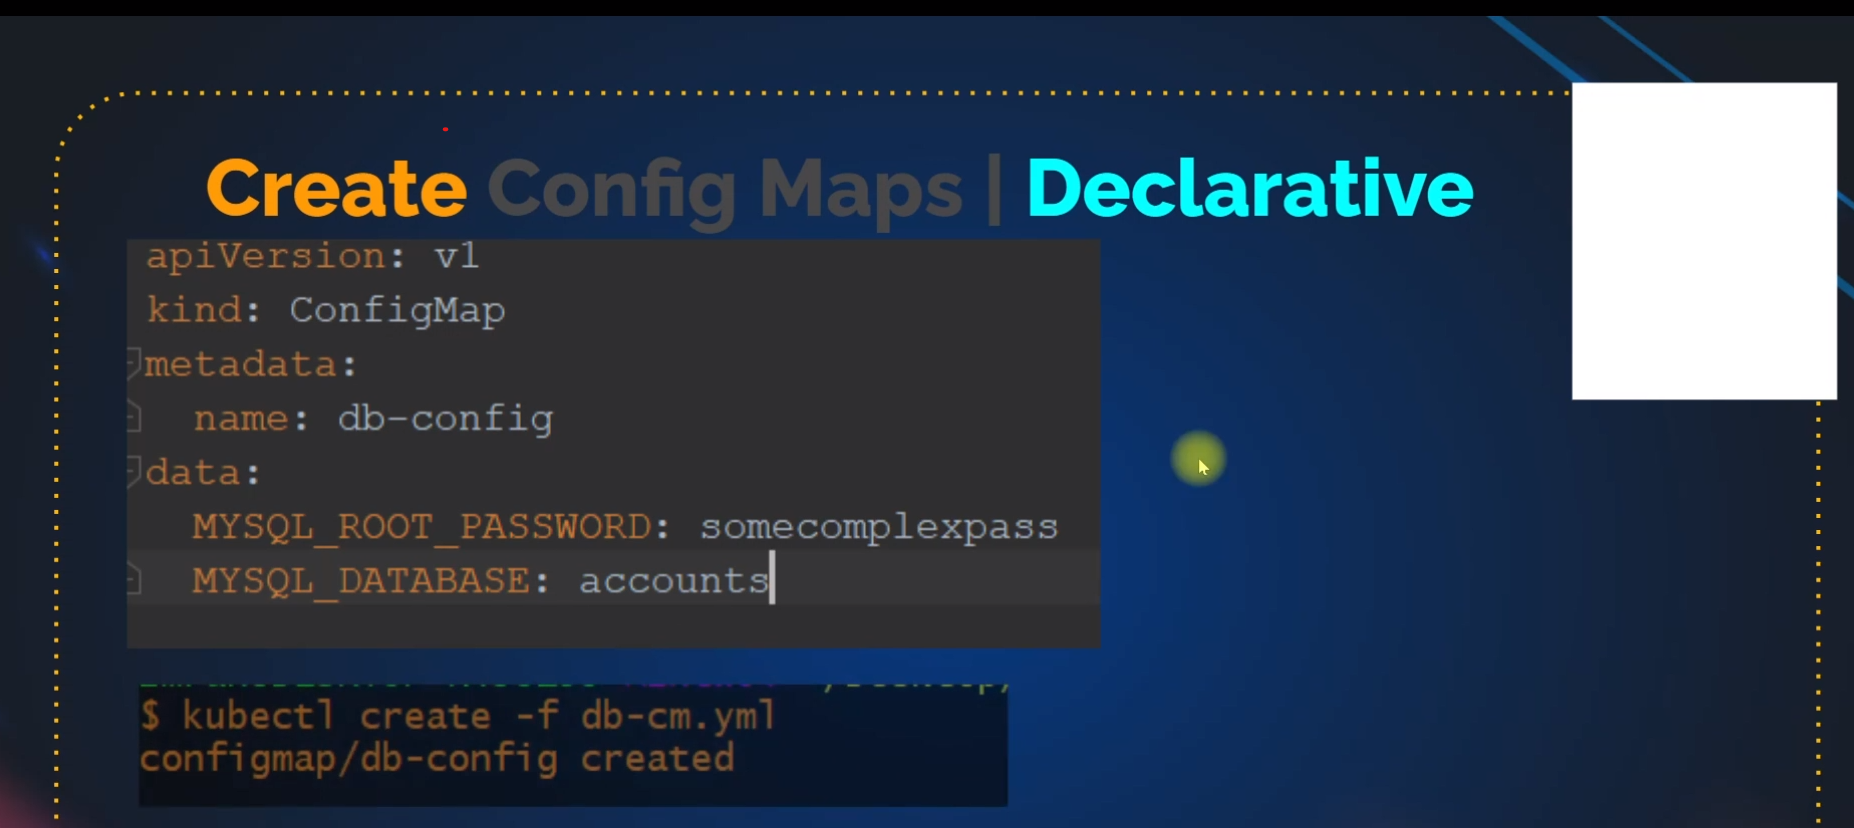 Create Config Maps | Declarative
apiVersion: v1
kind: ConfigMap
metadata:
name: db-config
data:
MYSQL_ROOT_PASSWORD: somecomplexpass
MYSQL_DATABASE: accounts
$ kubectl create -f db-cm.yml
configmap/db-config created